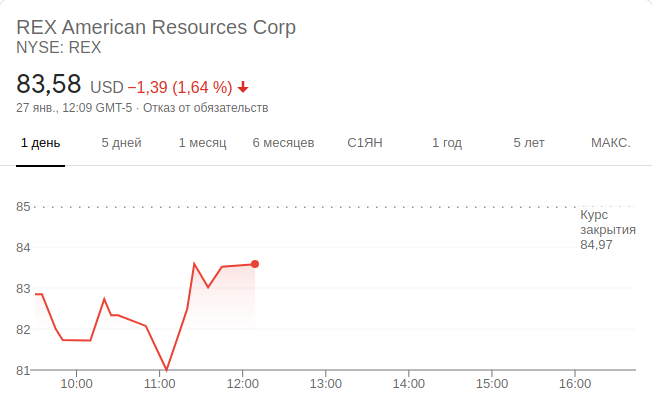 REX American Resources Corp
NYSE: REX
83,58 USD −1,39 (1,64 %)
27 янв., 12:09 GMT-5 · Отказ от обязательств
1 день 5 дней 1 месяц 6 месяцев С1ЯН 1 год 5 лет МАКС.
85
Курс
закрытия
84,97
84
83
82
81
10:00 11:00 12:00 13:00 14:00 15:00 16:00